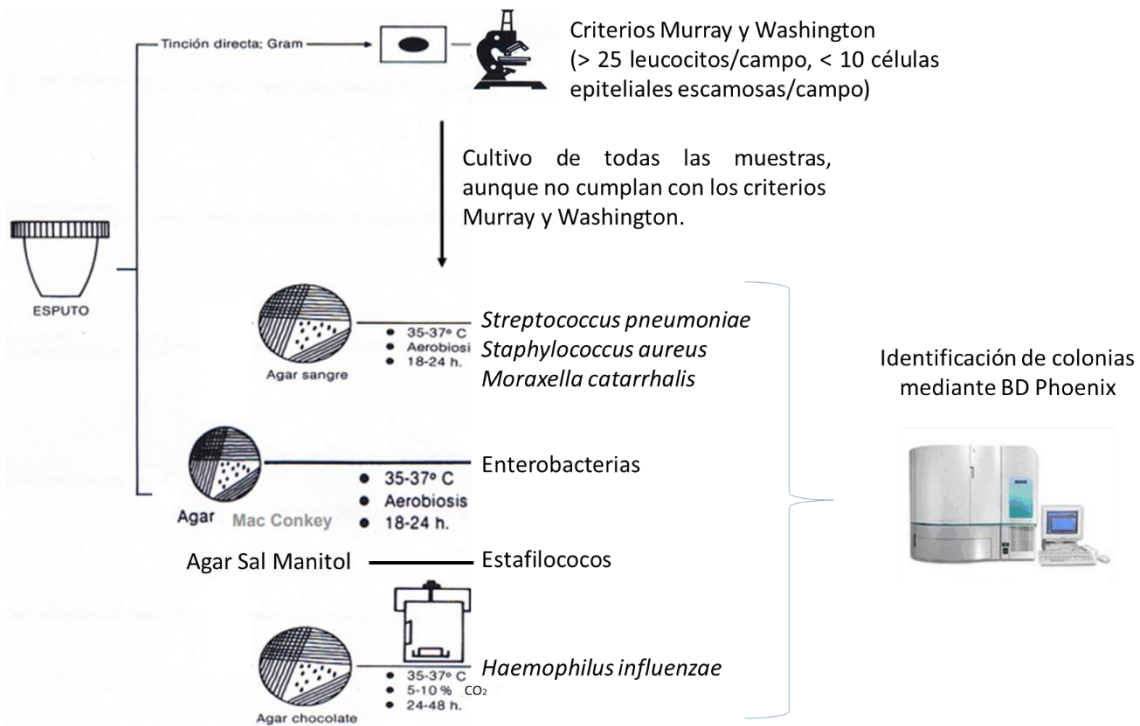 Tinción directa: Gram
Criterios Murray y Washington
(> 25 leucocitos/campo, < 10 células
epiteliales escamosas/campo)
Cultivo de todas las muestras,
aunque no cumplan con los criterios
Murray y Washington.
ESPUTO
Agar sangre
• 35-37º C
• Aerobiosi
• 18-24 h.
Streptococcus pneumoniae
Staphylococcus aureus
Moraxella catarrhalis
Identificación de colonias
mediante BD Phoenix
Agar Mac Conkey
• 35-37º C
• Aerobiosis
• 18-24 h.
Enterobacterias
Agar Sal Manitol
Estafilococos
Agar chocolate
• 35-37º C
• 5-10 % CO₂
• 24-48 h.
Haemophilus influenzae